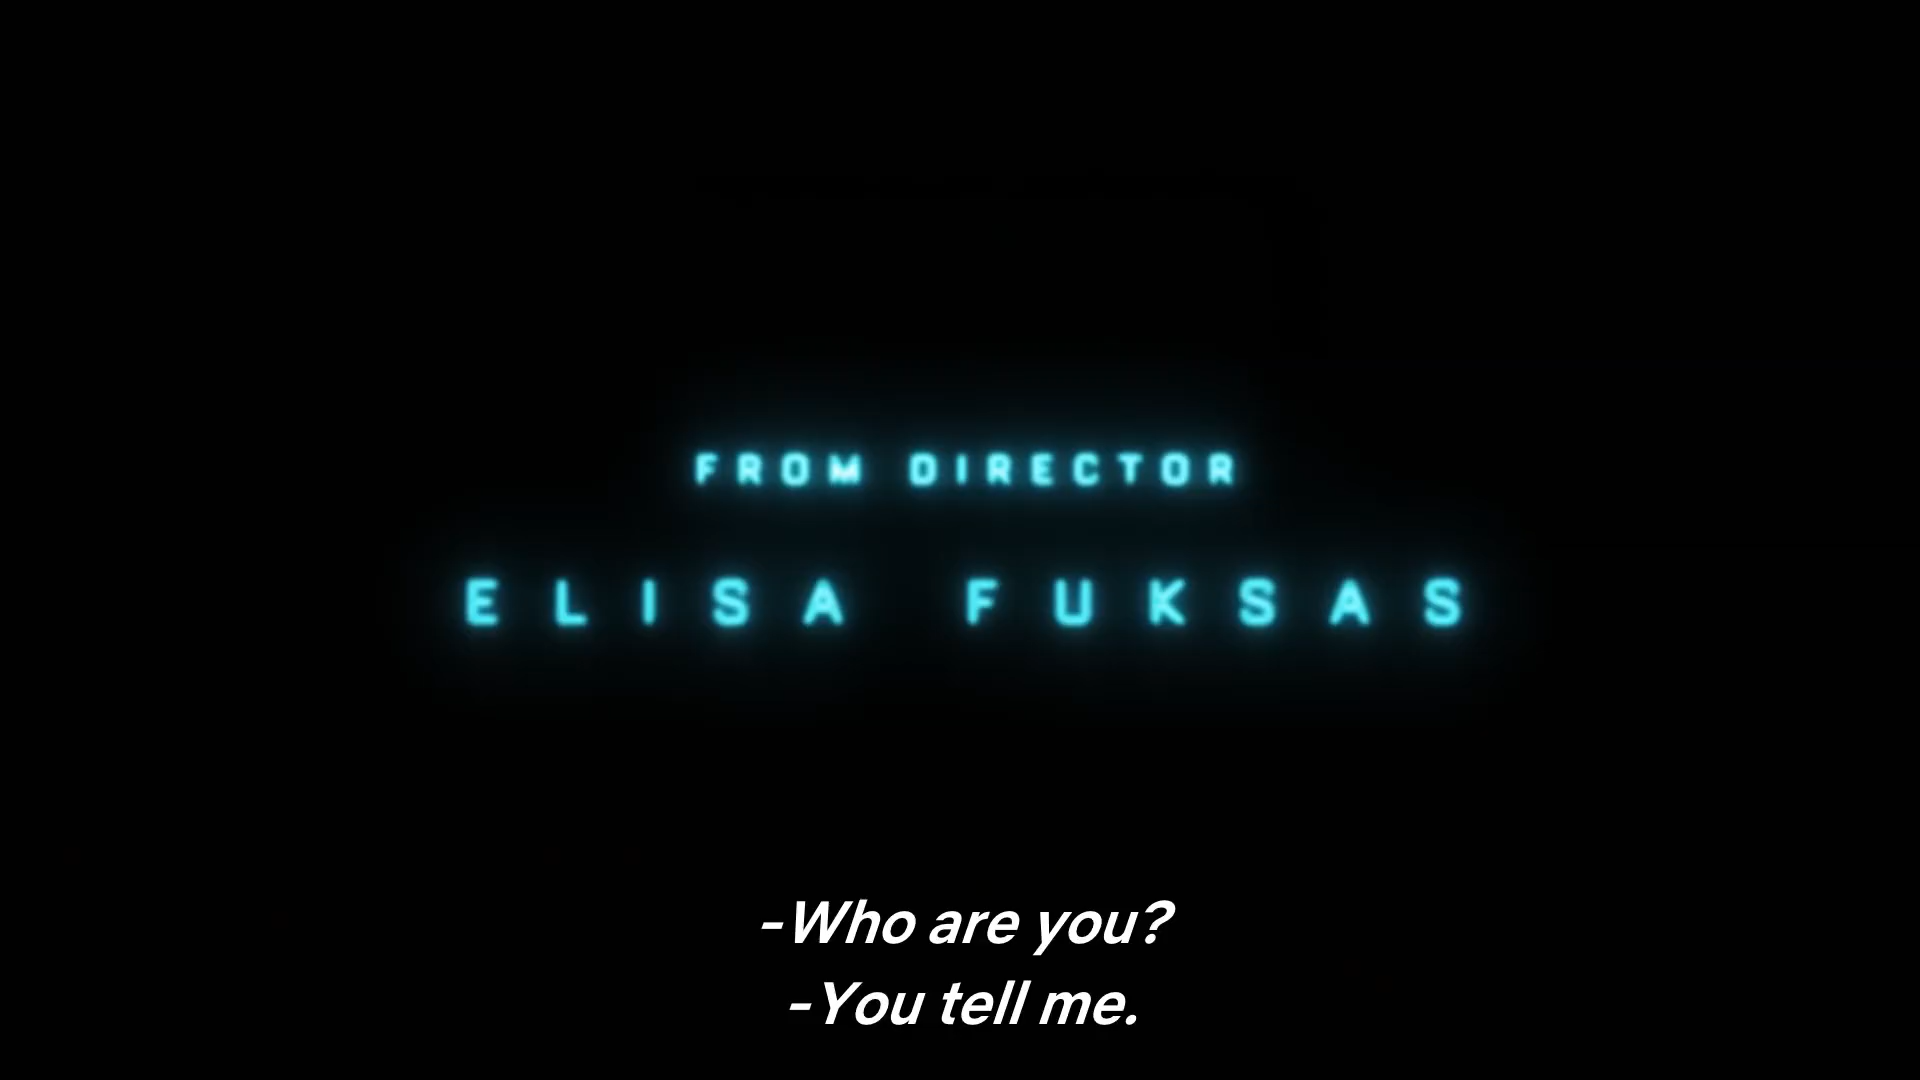 FROM DIRECTOR
ELISA FUKSAS
-Who are you?
-You tell me.